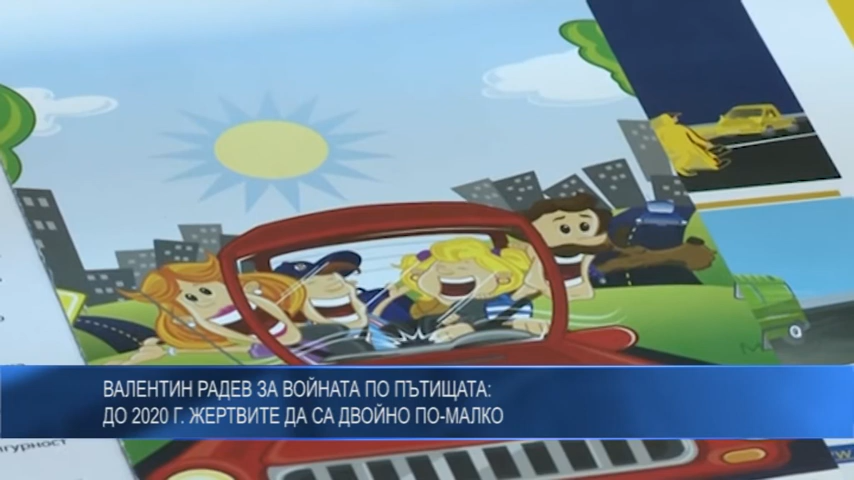 ВАЛЕНТИН РАДЕВ ЗА ВОЙНАТА ПО ПЪТИЩАТА:
ДО 2020 Г. ЖЕРТВИТЕ ДА СА ДВОЙНО ПО-МАЛКО